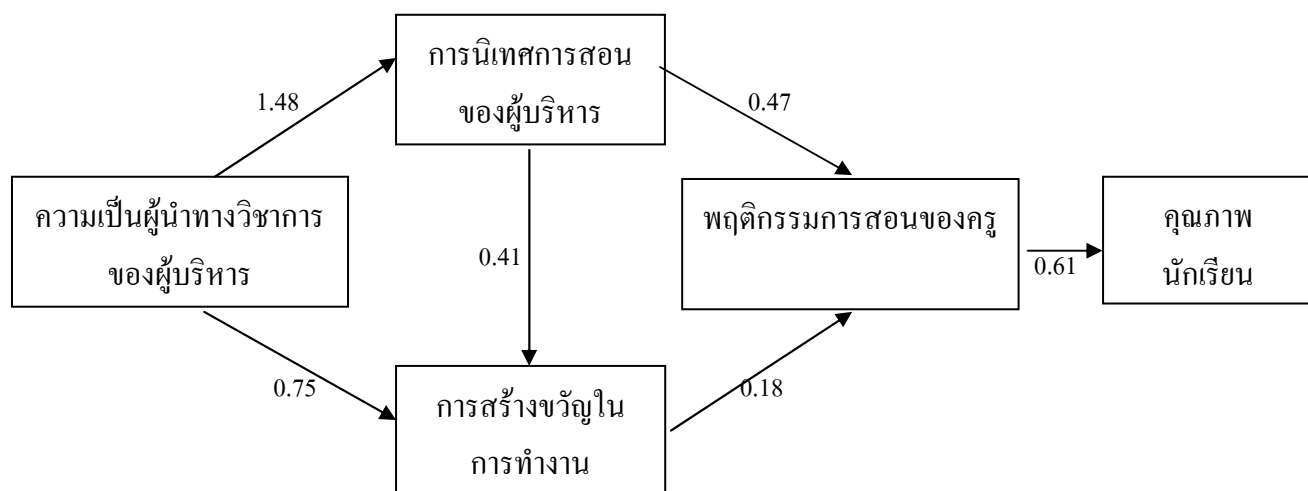 การนิเทศการสอน
ของผู้บริหาร
1.48
0.47
ความเป็นผู้นำทางวิชาการ
ของผู้บริหาร
พฤติกรรมการสอนของครู
คุณภาพ
นักเรียน
0.41
0.61
0.75
0.18
การสร้างขวัญใน
การทำงาน